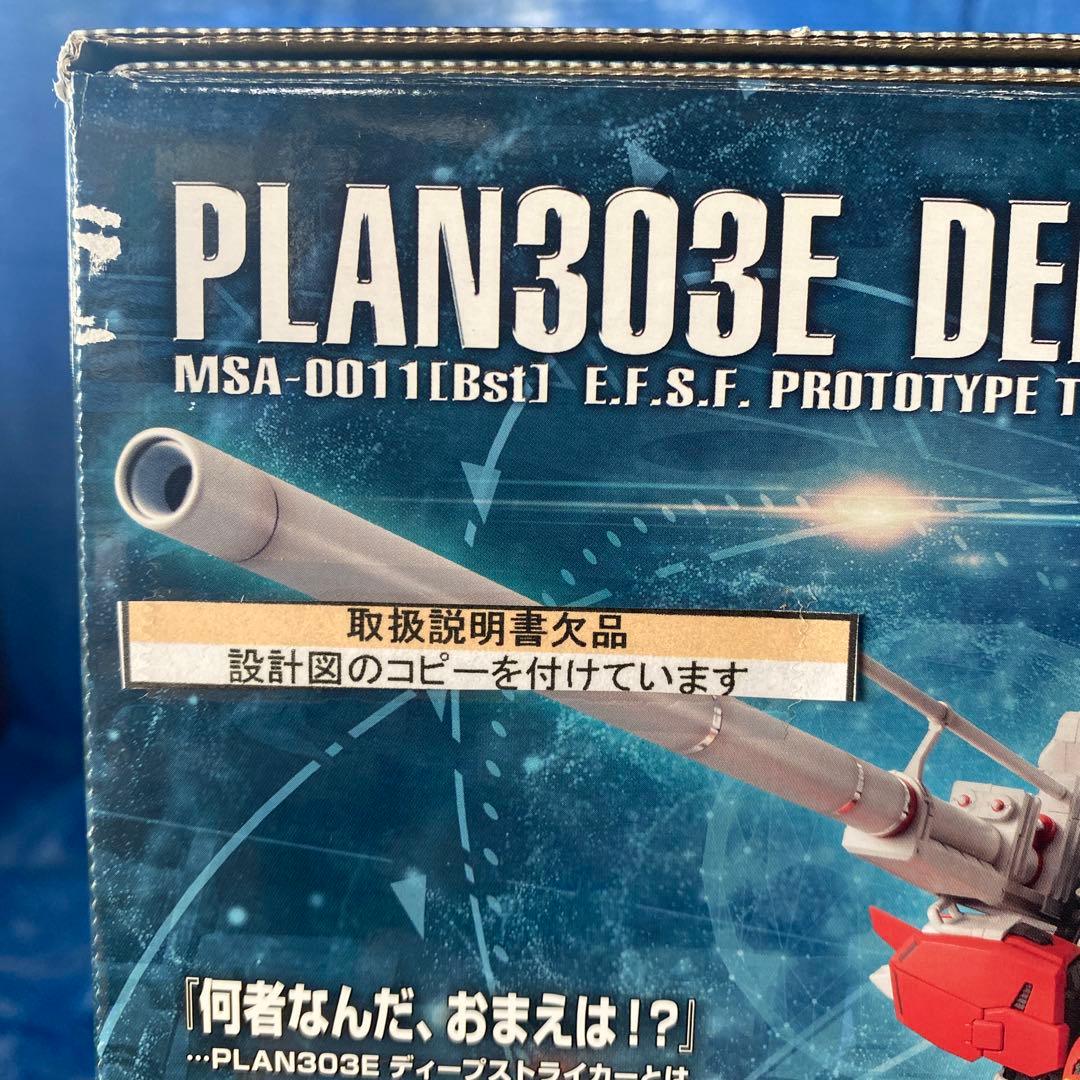 PLAN303E DE
MSA-0011[Bst] E.F.S.F. PROTOTYPE T
取扱説明書欠品
設計図のコピーを付けています
『何者なんだ、おまえは!?』
…PLAN303E ディープストライカーとは